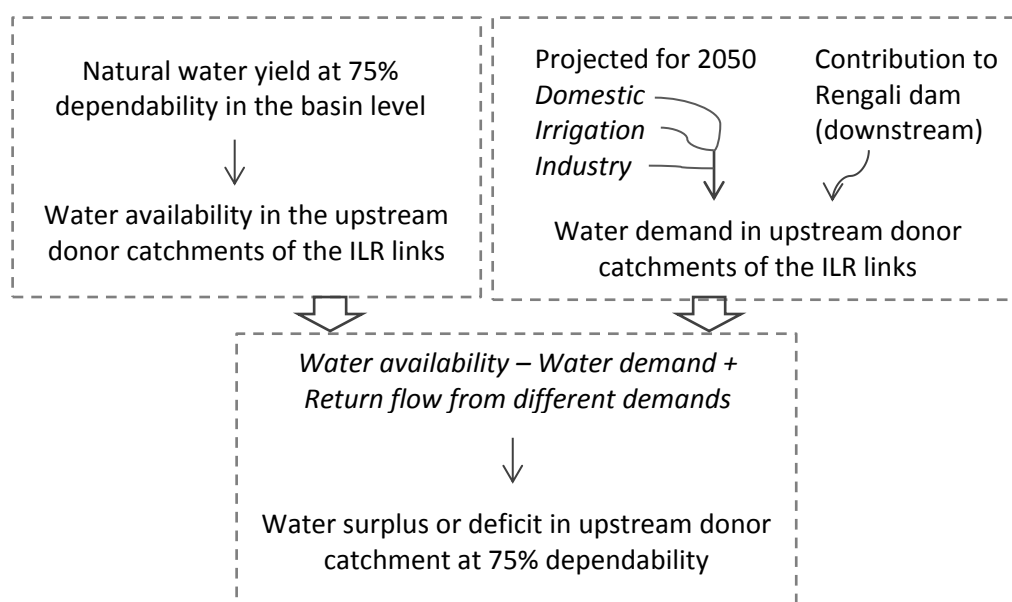 Natural water yield at 75%
dependability in the basin level
Water availability in the upstream
donor catchments of the ILR links
Projected for 2050
Domestic
Irrigation
Industry
Contribution to
Rengali dam
(downstream)
Water demand in upstream donor
catchments of the ILR links
Water availability – Water demand +
Return flow from different demands
Water surplus or deficit in upstream donor
catchment at 75% dependability